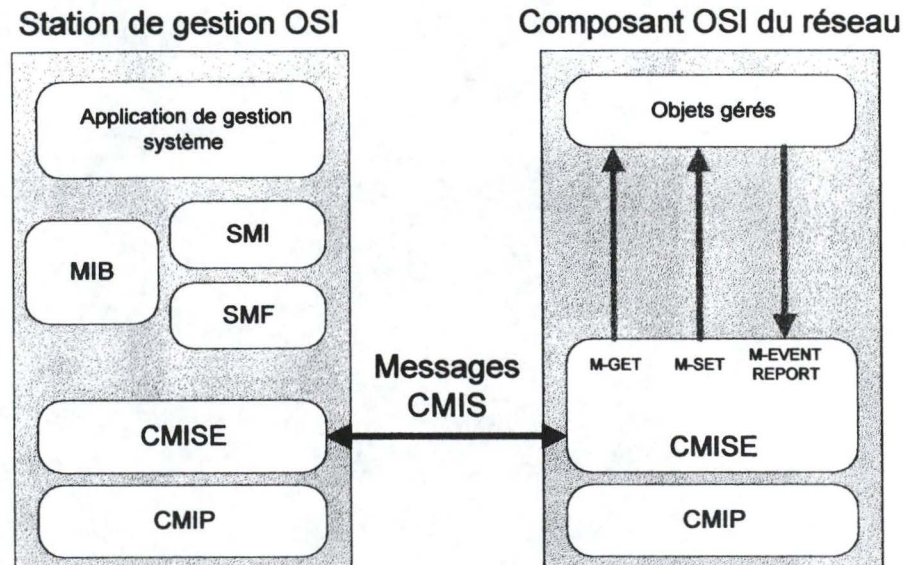 Station de gestion OSI
Composant OSI du réseau
Application de gestion
système
Objets gérés
MIB
SMI
SMF
Messages
CMIS
M-GET
M-SET
M-EVENT
REPORT
CMISE
CMISE
CMIP
CMIP